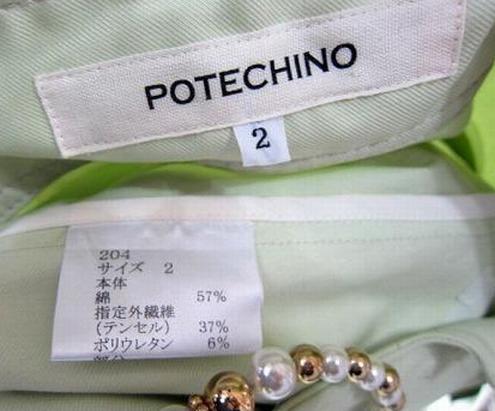 POTECHINO
2
204
サイズ 2
本体
綿 57%
指定外繊維
(テンセル) 37%
ポリウレタン 6%